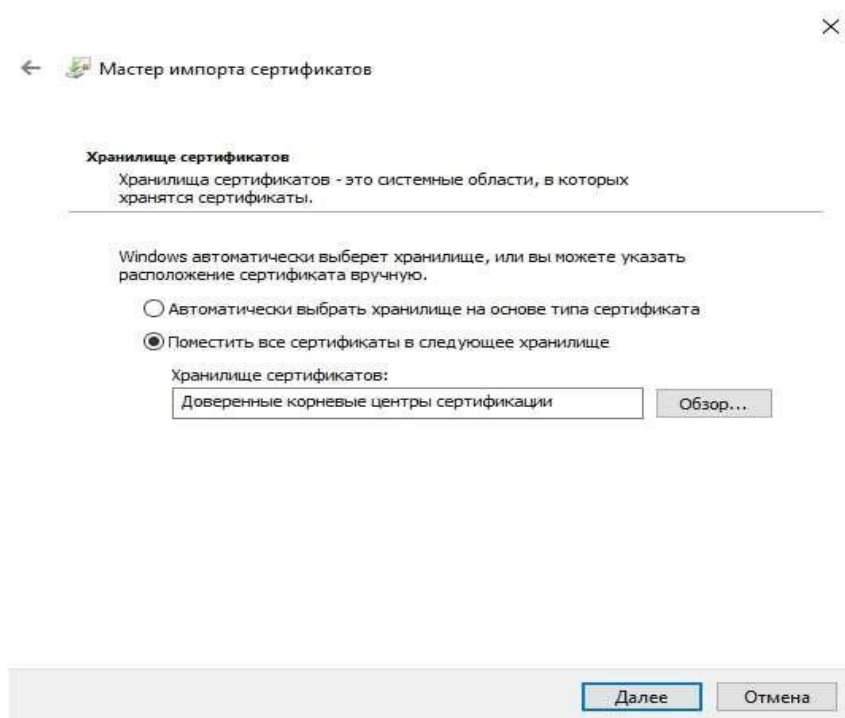 Мастер импорта сертификатов
Хранилище сертификатов
Хранилища сертификатов - это системные области, в которых
хранятся сертификаты.
Windows автоматически выберет хранилище, или вы можете указать
расположение сертификата вручную.
Автоматически выбрать хранилище на основе типа сертификата
Поместить все сертификаты в следующее хранилище
Хранилище сертификатов:
Доверенные корневые центры сертификации
Обзор...
Далее
Отмена